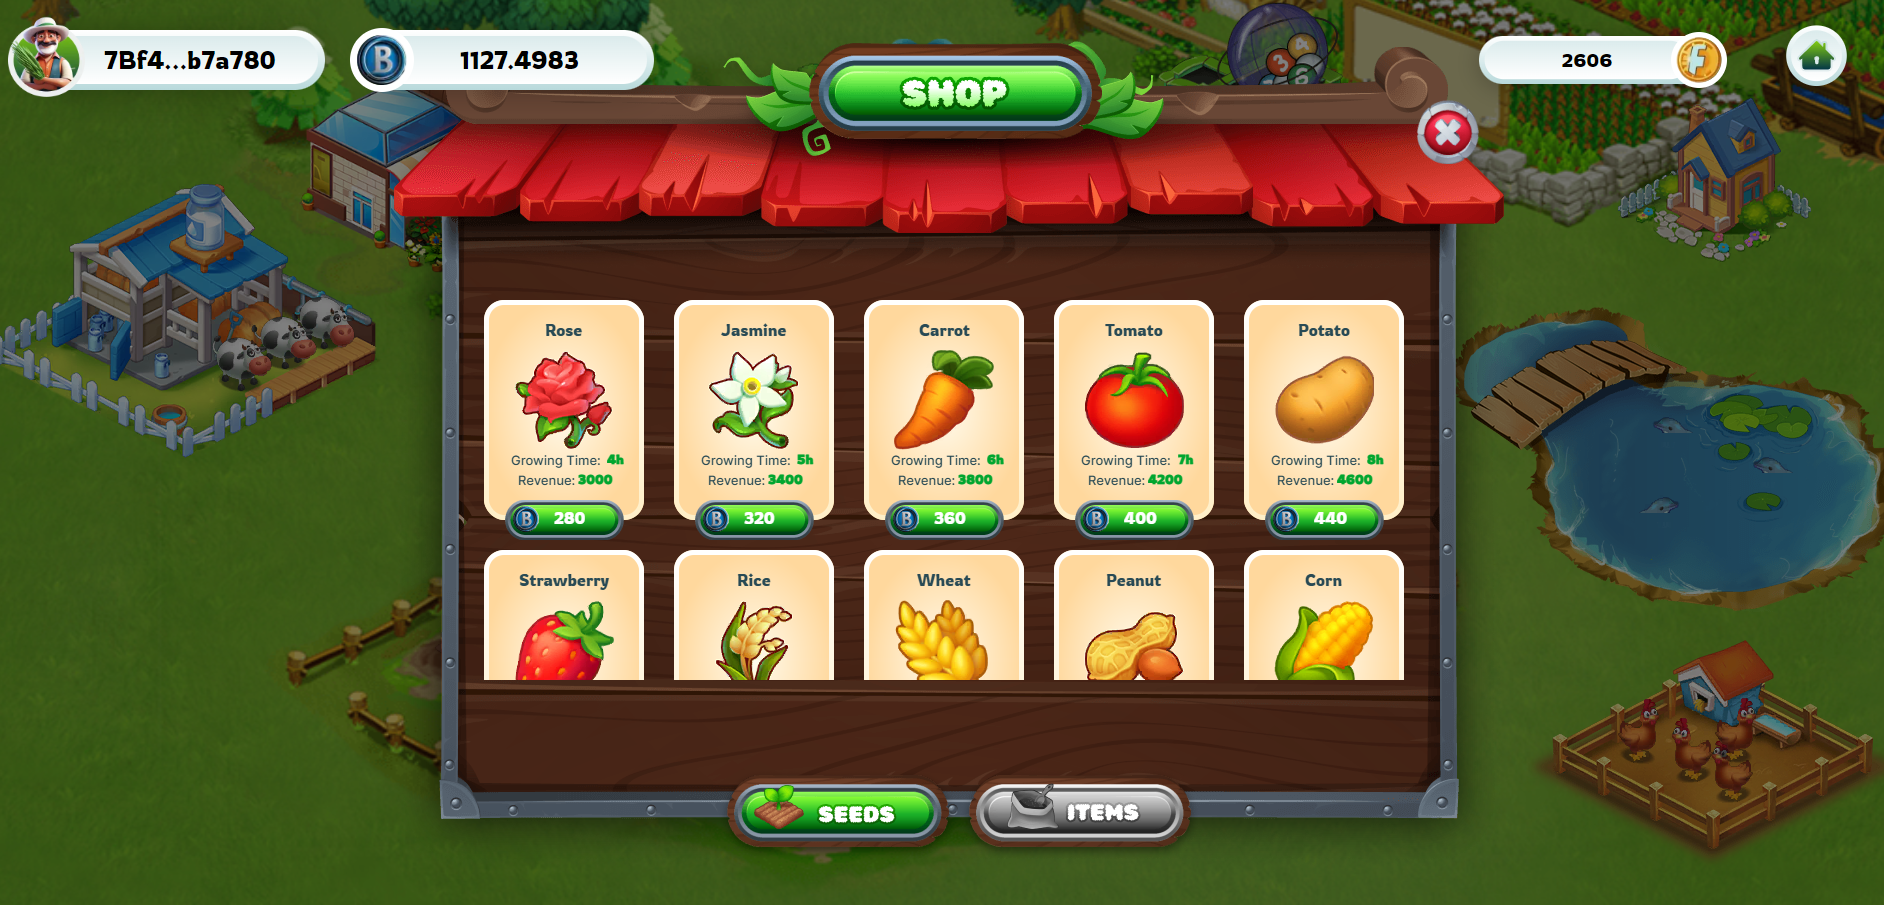 7Bf4...b7a780
B
1127.4983
SHOP
2606
F
4
3
Rose
Jasmine
Carrot
Tomato
Potato
Growing Time: 4h
Revenue: 3000
Growing Time: 5h
Revenue: 3400
Growing Time: 6h
Revenue: 3800
Growing Time: 7h
Revenue: 4200
Growing Time: 8h
Revenue: 4600
B 280
B 320
B 360
B 400
B 440
Strawberry
Rice
Wheat
Peanut
Corn
SEEDS
ITEMS